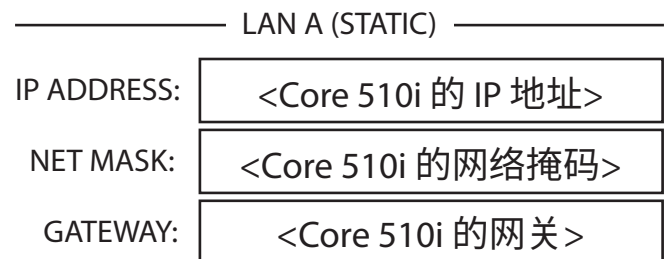 LAN A (STATIC)
IP ADDRESS: <Core 510i 的 IP 地址>
NET MASK: <Core 510i 的网络掩码>
GATEWAY: <Core 510i 的网关>